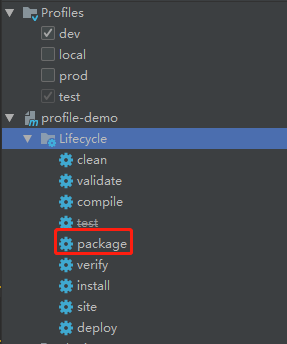 Profiles
dev
local
prod
test
profile-demo
Lifecycle
clean
validate
compile
test
package
verify
install
site
deploy